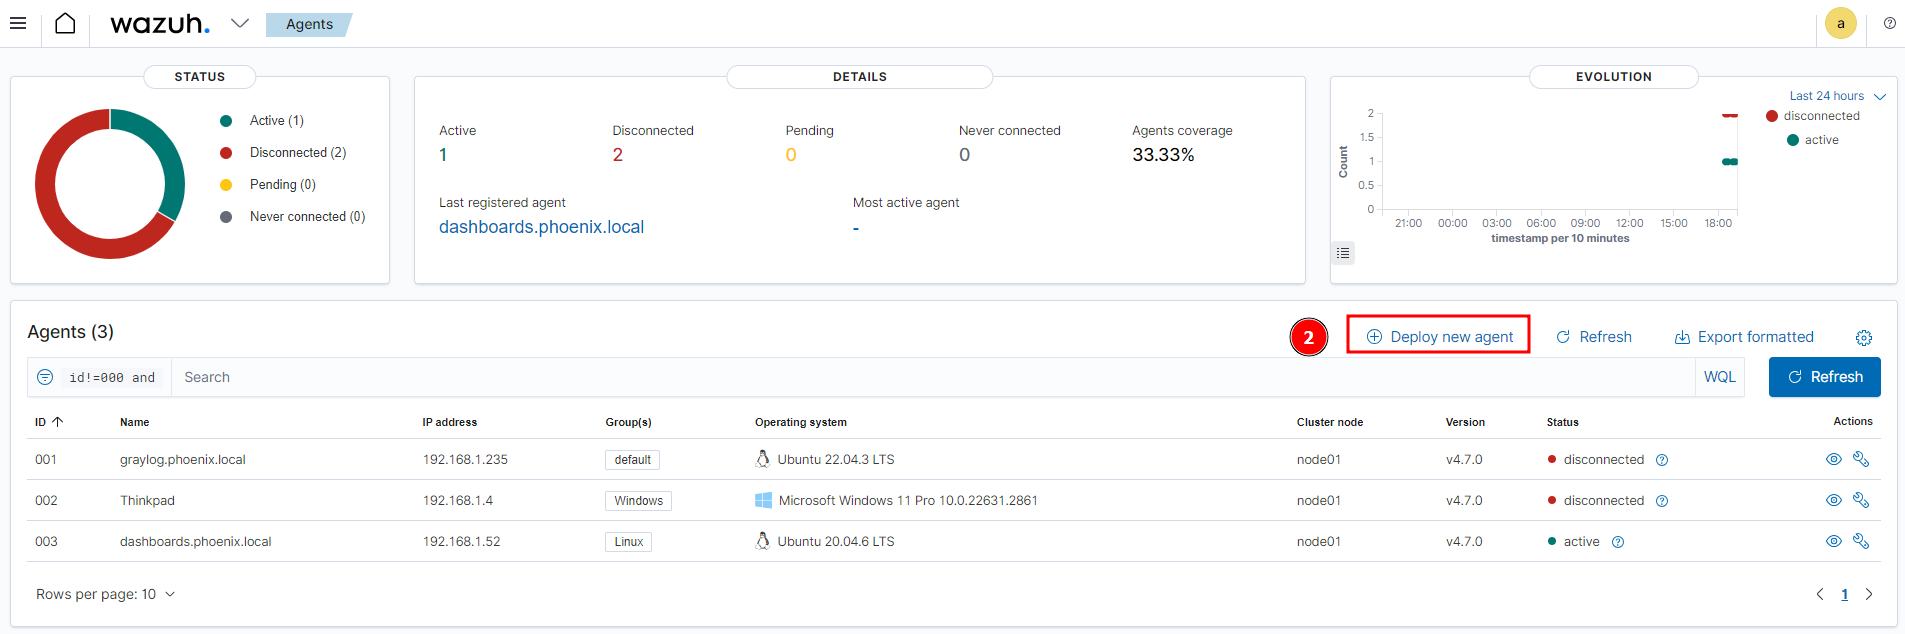 wazuh. Agents a
STATUS
Active (1)
Disconnected (2)
Pending (0)
Never connected (0)
DETAILS
Active Disconnected Pending Never connected Agents coverage
1 2 0 0 33.33%
Last registered agent Most active agent
dashboards.phoenix.local -
EVOLUTION
Last 24 hours
disconnected
active
Count
2
1.5
1
0.5
0
21:00 00:00 03:00 06:00 09:00 12:00 15:00 18:00
timestamp per 10 minutes
Agents (3) 2 Deploy new agent Refresh Export formatted
id!=000 and Search WQL Refresh
ID Name IP address Group(s) Operating system Cluster node Version Status Actions
001 graylog.phoenix.local 192.168.1.235 default Ubuntu 22.04.3 LTS node01 v4.7.0 disconnected
002 Thinkpad 192.168.1.4 Windows Microsoft Windows 11 Pro 10.0.22631.2861 node01 v4.7.0 disconnected
003 dashboards.phoenix.local 192.168.1.52 Linux Ubuntu 20.04.6 LTS node01 v4.7.0 active
Rows per page: 10 1